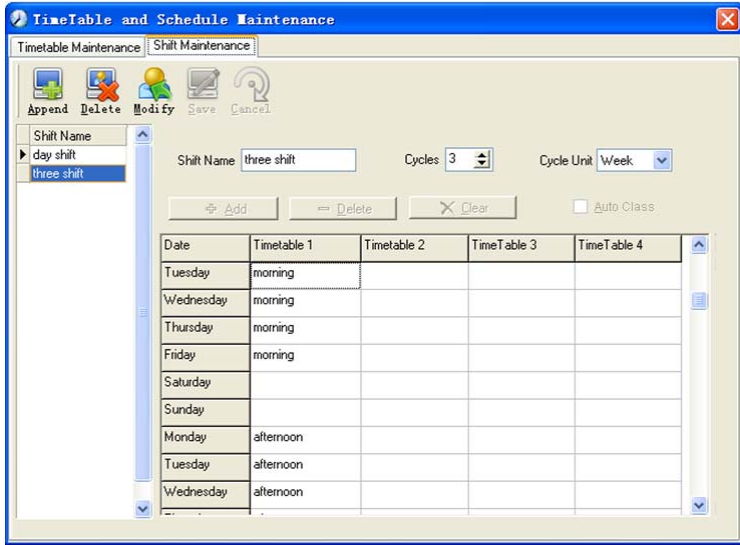 TimeTable and Schedule Maintenance
Timetable Maintenance Shift Maintenance
Append Delete Modify Save Cancel
Shift Name
day shift
three shift
Shift Name three shift Cycles 3 Cycle Unit Week
Add Delete Clear Auto Class
Date Timetable 1 Timetable 2 TimeTable 3 TimeTable 4
Tuesday morning
Wednesday morning
Thursday morning
Friday morning
Saturday
Sunday
Monday afternoon
Tuesday afternoon
Wednesday afternoon